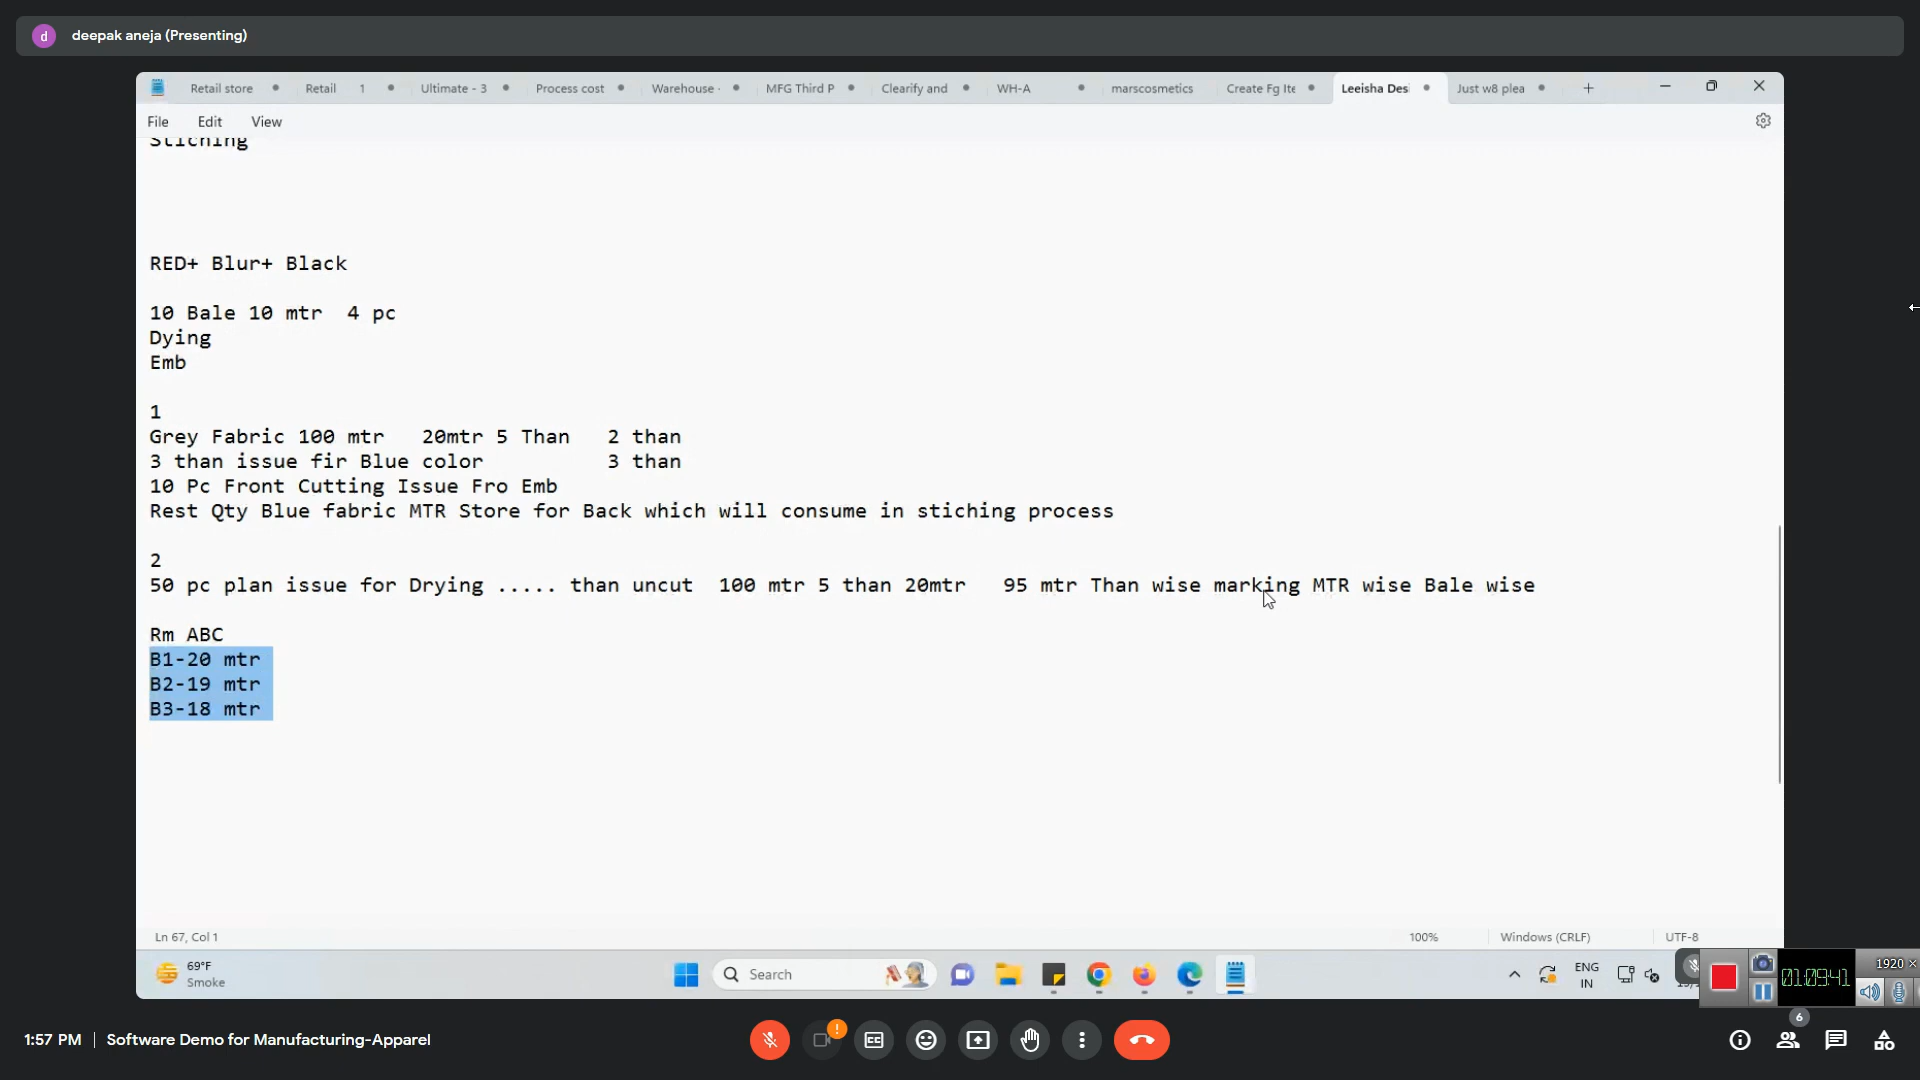 d deepak aneja (Presenting)
Retail store Retail 1 Ultimate - 3 Process cost Warehouse - MFG Third P Clearify and WH-A marscosmetics Create Fg Ite Leeisha Des Just w8 plea
File Edit View
Stiching
RED+ Blur+ Black
10 Bale 10 mtr 4 pc
Dying
Emb
1
Grey Fabric 100 mtr 20mtr 5 Than 2 than
3 than issue fir Blue color 3 than
10 Pc Front Cutting Issue Fro Emb
Rest Qty Blue fabric MTR Store for Back which will consume in stiching process
2
50 pc plan issue for Drying ..... than uncut 100 mtr 5 than 20mtr 95 mtr Than wise marking MTR wise Bale wise
Rm ABC
B1-20 mtr
B2-19 mtr
B3-18 mtr
Ln 67, Col 1 100% Windows (CRLF) UTF-8
69°F
Smoke
Search
ENG
IN
01:09:41
1920 ×
6
1:57 PM | Software Demo for Manufacturing-Apparel